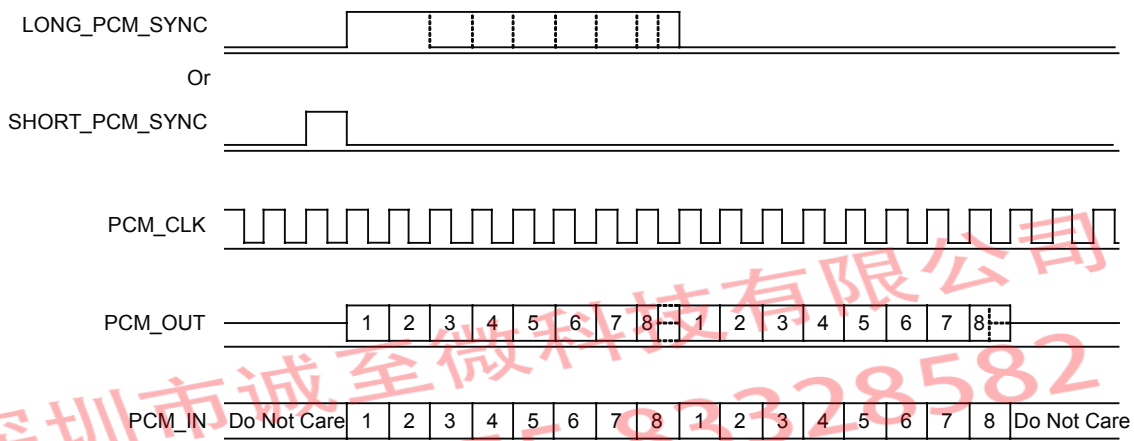 LONG_PCM_SYNC
Or
SHORT_PCM_SYNC
PCM_CLK
PCM_OUT 1 2 3 4 5 6 7 8 1 2 3 4 5 6 7 8
PCM_IN Do Not Care 1 2 3 4 5 6 7 8 1 2 3 4 5 6 7 8 Do Not Care
圳市诚至微科技有限公司
83328582